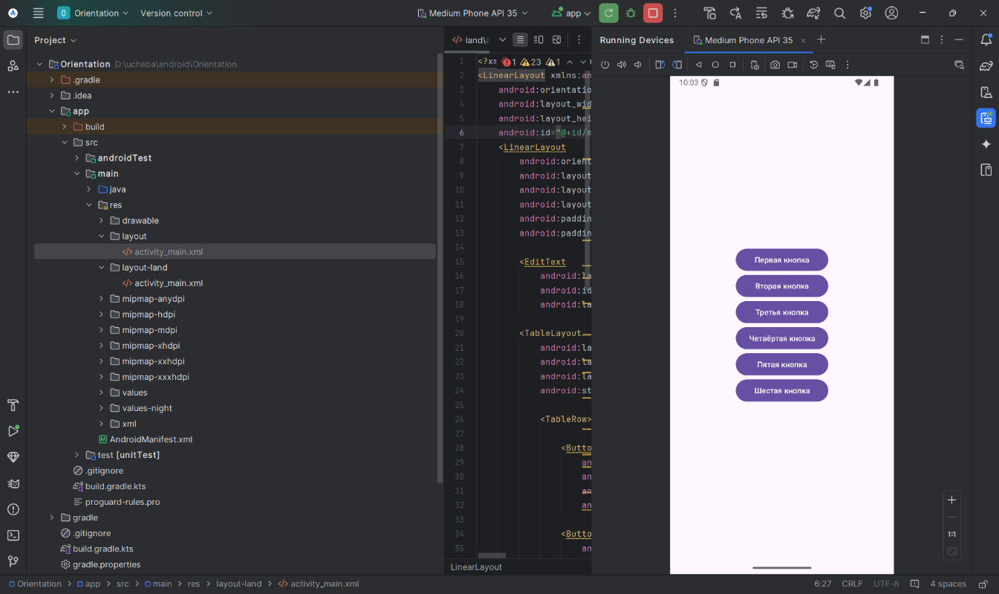 O Orientation Version control Medium Phone API 35 app
Project
Orientation D:\ucheba\android\Orientation
.gradle
.idea
app
build
src
androidTest
main
java
res
drawable
layout
activity_main.xml
layout-land
activity_main.xml
mipmap-anydpi
mipmap-hdpi
mipmap-mdpi
mipmap-xhdpi
mipmap-xxhdpi
mipmap-xxxhdpi
values
values-night
xml
AndroidManifest.xml
test [unitTest]
.gitignore
build.gradle.kts
proguard-rules.pro
gradle
.gitignore
build.gradle.kts
gradle.properties
</> land\
1 <?xm 1 23 1
2 <LinearLayout xmlns:an
3 android:orientatio
4 android:layout_wid
5 android:layout_hei
6 android:id="@+id/m
7 <LinearLayout
8 android:orient
9 android:layout
10 android:layout
11 android:layout
12 android:paddin
13 android:paddin
14
15 <EditText
16 android:la
17 android:id
18 android:la
19
20 <TableLayout
21 android:la
22 android:la
23 android:la
24 android:st
25
26 <TableRow>
27
28 <Butto
29 an
30 an
31 an
32 an
33
34 <Butto
35 an
LinearLayout
Running Devices Medium Phone API 35
10:03
Первая кнопка
Вторая кнопка
Третья кнопка
Четвёртая кнопка
Пятая кнопка
Шестая кнопка
1:1
Orientation > app > src > main > res > layout-land > </> activity_main.xml 6:27 CRLF UTF-8 4 spaces